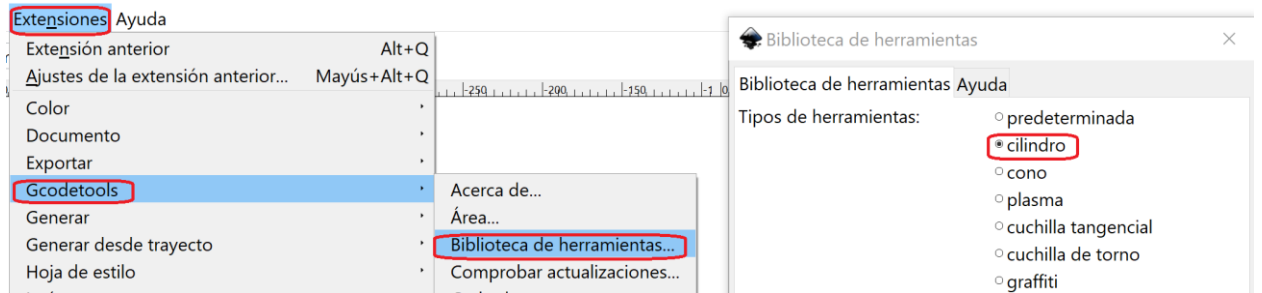 Extensiones Ayuda
Extensión anterior Alt+Q
Ajustes de la extensión anterior... Mayús+Alt+Q
Color
Documento
Exportar
Gcodetools
Generar
Generar desde trayecto
Hoja de estilo
-250 -200 -150
Acerca de...
Área...
Biblioteca de herramientas...
Comprobar actualizaciones...
Biblioteca de herramientas
Biblioteca de herramientas Ayuda
Tipos de herramientas:
predeterminada
cilindro
cono
plasma
cuchilla tangencial
cuchilla de torno
graffiti